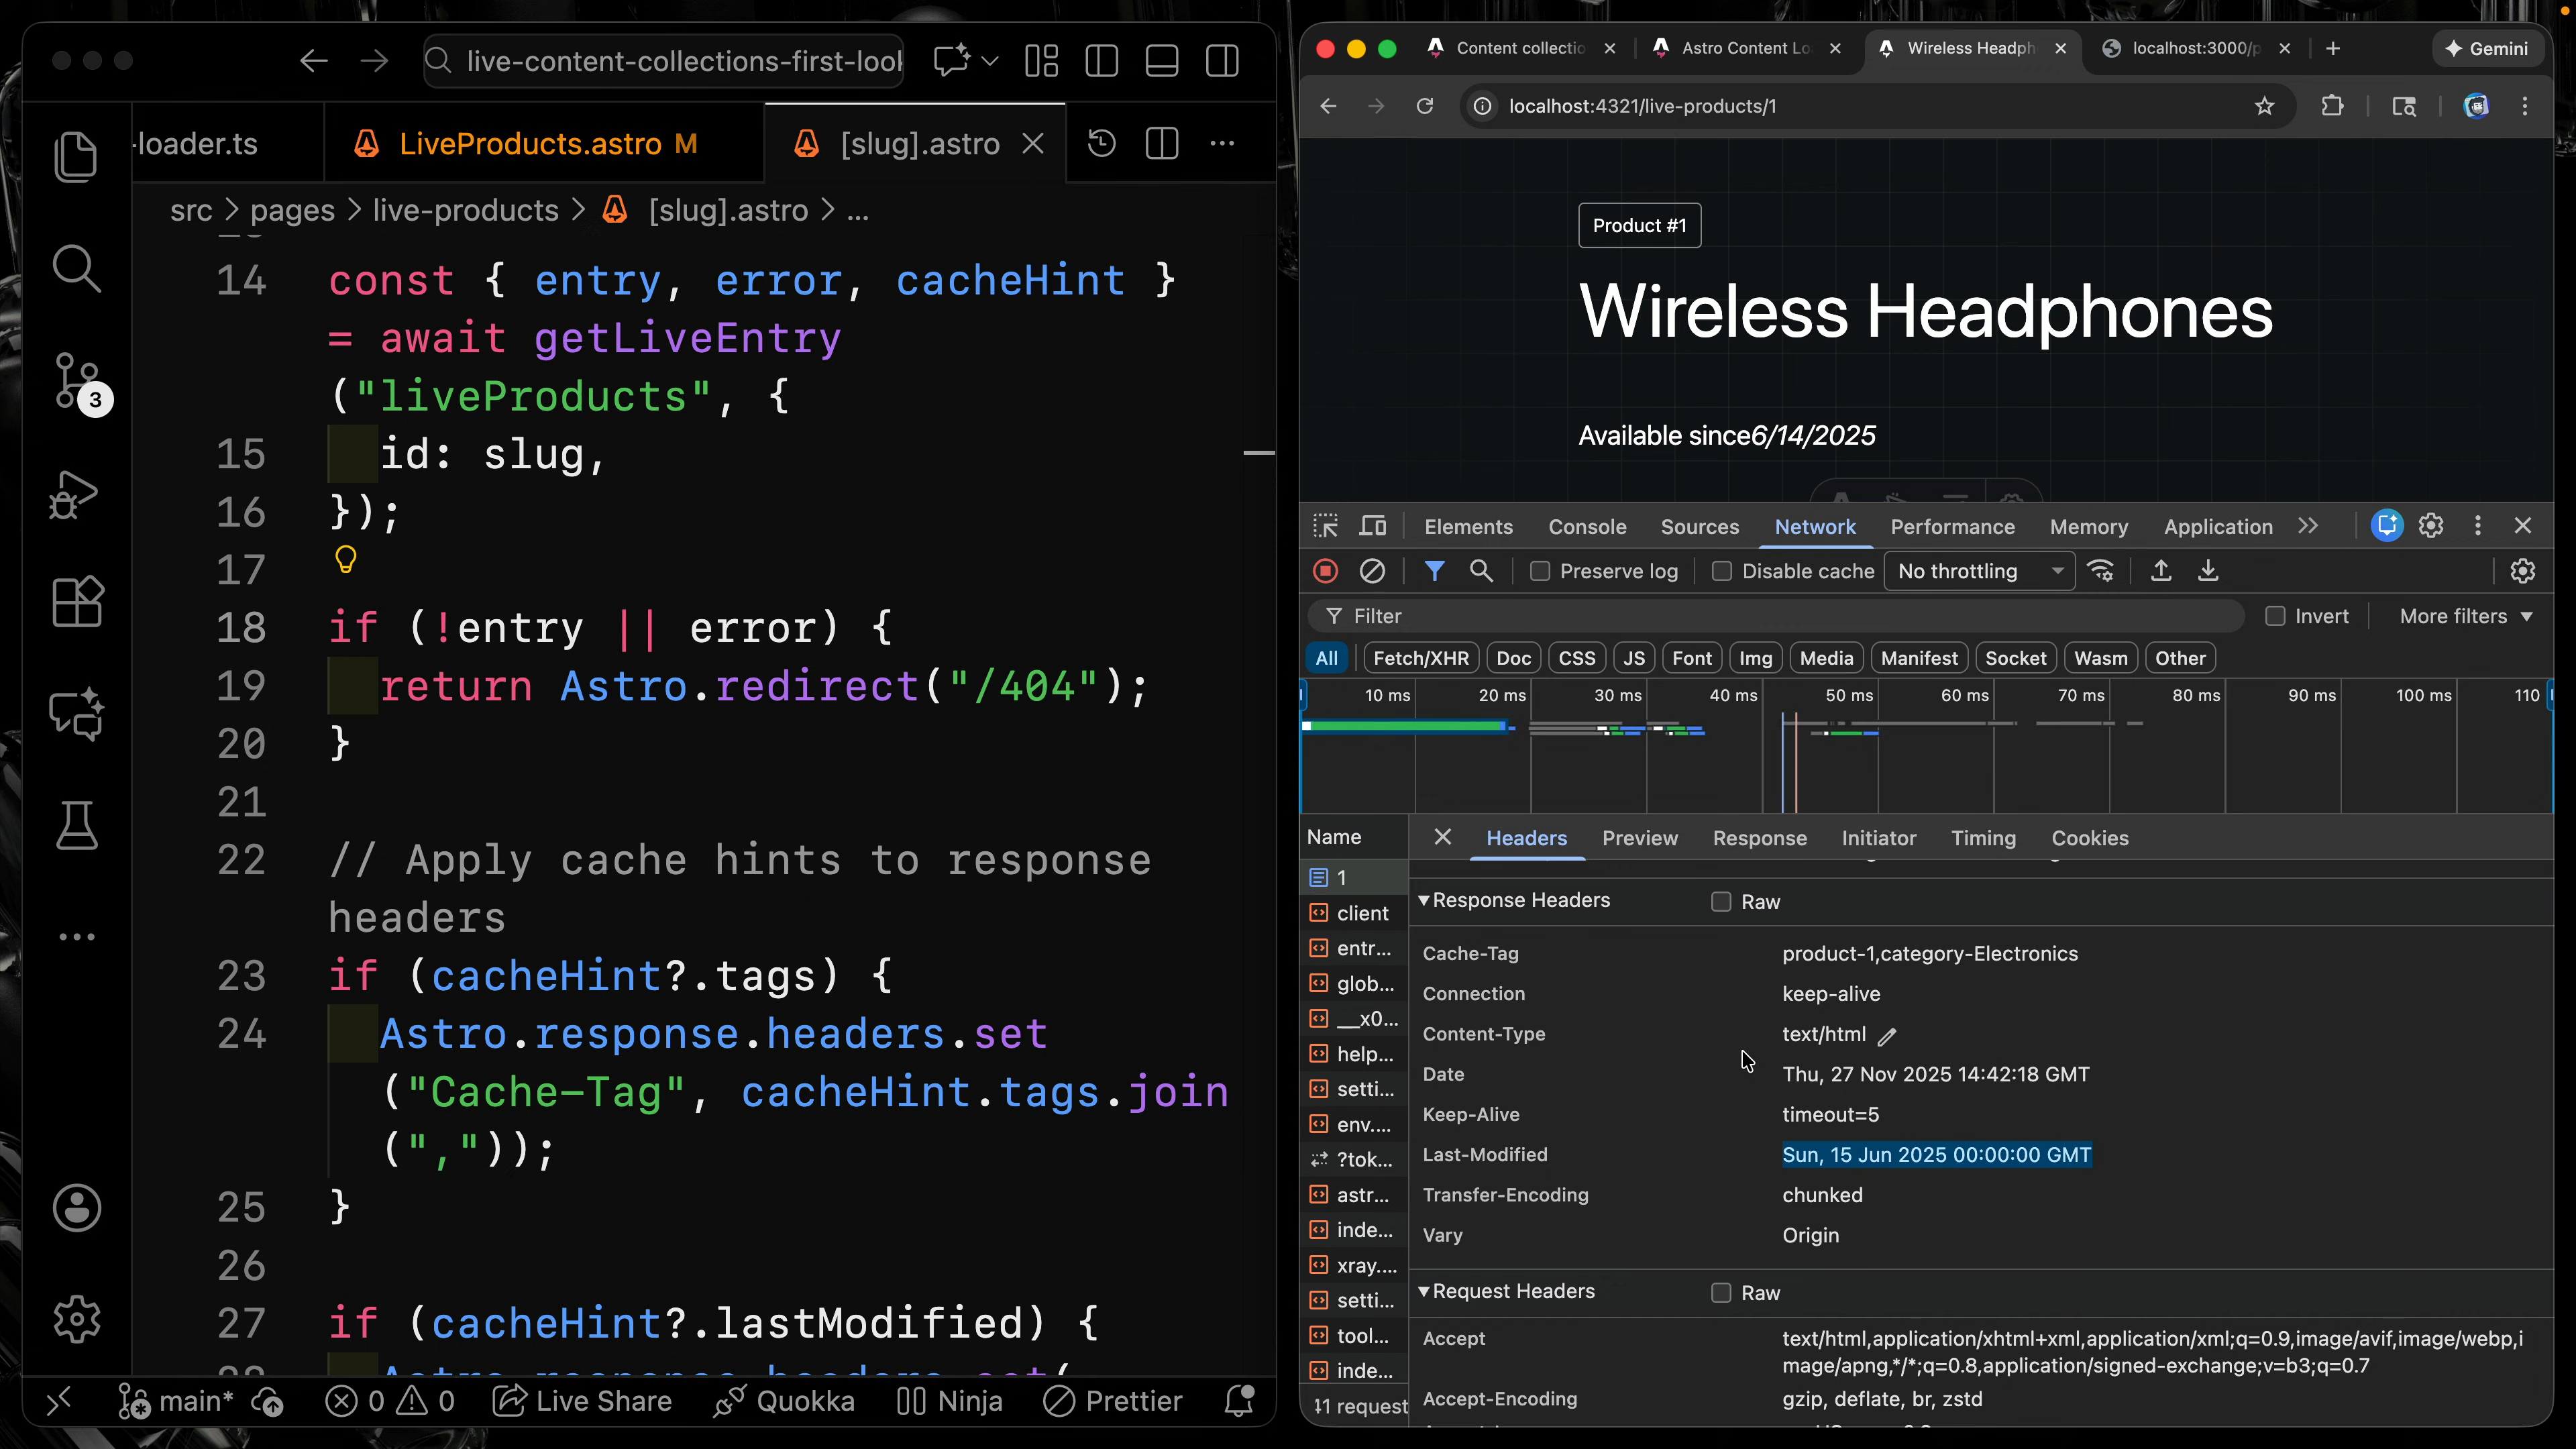 live-content-collections-first-look
-loader.ts
LiveProducts.astro M
[slug].astro
src > pages > live-products > [slug].astro > ...
14 const { entry, error, cacheHint }
= await getLiveEntry
("liveProducts", {
15 id: slug,
16 });
17
18 if (!entry || error) {
19 return Astro.redirect("/404");
20 }
21
22 // Apply cache hints to response
headers
23 if (cacheHint?.tags) {
24 Astro.response.headers.set
("Cache-Tag", cacheHint.tags.join
(","));
25 }
26
27 if (cacheHint?.lastModified) {
28 Astro.response.headers.set(
3
main* 0 0 Live Share Quokka Ninja Prettier
Content collectio
Astro Content Lo
Wireless Headph
localhost:3000/p
Gemini
localhost:4321/live-products/1
Product #1
Wireless Headphones
Available since6/14/2025
Elements Console Sources Network Performance Memory Application
Preserve log Disable cache No throttling
Filter Invert More filters
All Fetch/XHR Doc CSS JS Font Img Media Manifest Socket Wasm Other
10 ms 20 ms 30 ms 40 ms 50 ms 60 ms 70 ms 80 ms 90 ms 100 ms 110
Name
1
client
entr...
glob...
__x0...
help...
setti...
env....
?tok...
astr...
inde...
xray....
setti...
tool...
inde...
11 request
Headers Preview Response Initiator Timing Cookies
Response Headers Raw
Cache-Tag product-1,category-Electronics
Connection keep-alive
Content-Type text/html
Date Thu, 27 Nov 2025 14:42:18 GMT
Keep-Alive timeout=5
Last-Modified Sun, 15 Jun 2025 00:00:00 GMT
Transfer-Encoding chunked
Vary Origin
Request Headers Raw
Accept text/html,application/xhtml+xml,application/xml;q=0.9,image/avif,image/webp,i
mage/apng,*/*;q=0.8,application/signed-exchange;v=b3;q=0.7
Accept-Encoding gzip, deflate, br, zstd